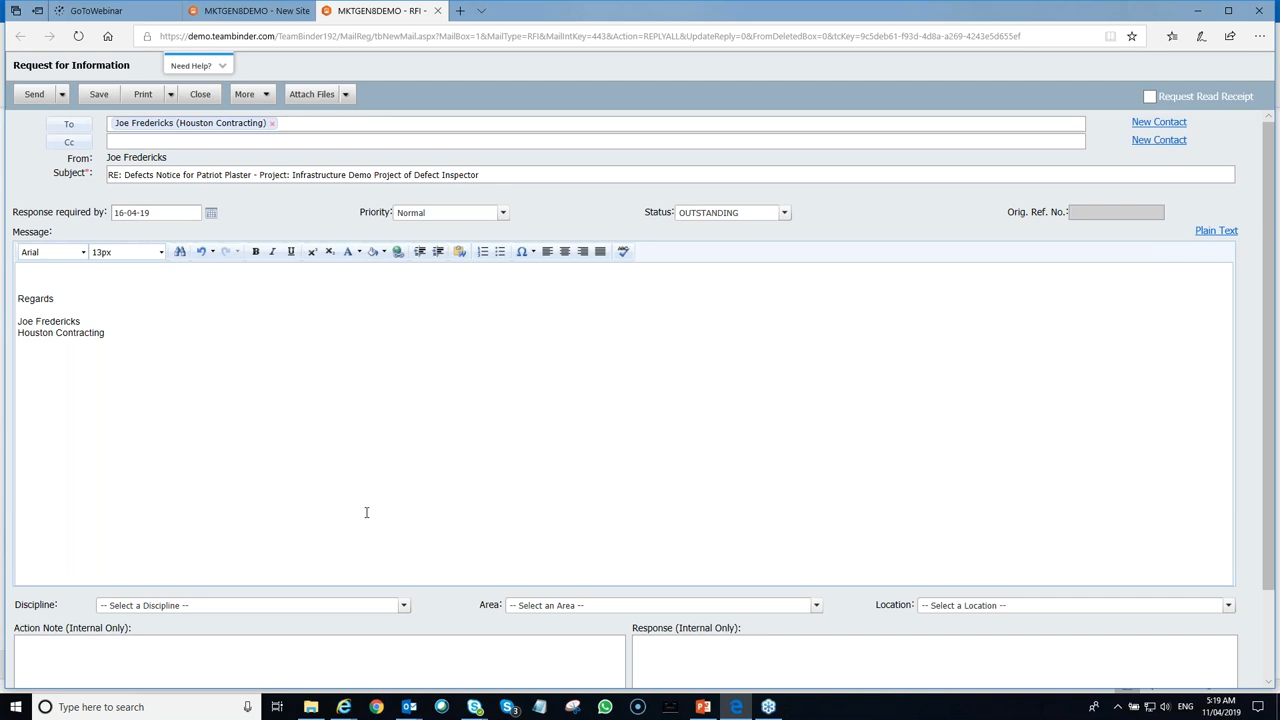 GoToWebinar
MKTGEN8DEMO - New Site
MKTGEN8DEMO - RFI -
https://demo.teambinder.com/TeamBinder192/MailReg/tbNewMail.aspx?MailBox=1&MailType=RFI&MailIntKey=443&Action=REPLYALL&UpdateReply=0&FromDeletedBox=0&tcKey=9c5deb61-f93d-4d8a-a269-4243e5d655ef
Request for Information
Need Help?
Send Save Print Close More Attach Files
Request Read Receipt
To Joe Fredericks (Houston Contracting) × New Contact
Cc New Contact
From: Joe Fredericks
Subject*: RE: Defects Notice for Patriot Plaster - Project: Infrastructure Demo Project of Defect Inspector
Response required by: 16-04-19 Priority: Normal Status: OUTSTANDING Orig. Ref. No.:
Message: Plain Text
Arial 13px
Regards
Joe Fredericks
Houston Contracting
Discipline: -- Select a Discipline -- Area: -- Select an Area -- Location: -- Select a Location --
Action Note (Internal Only): Response (Internal Only):
Type here to search
ENG
5:19 AM
11/04/2019